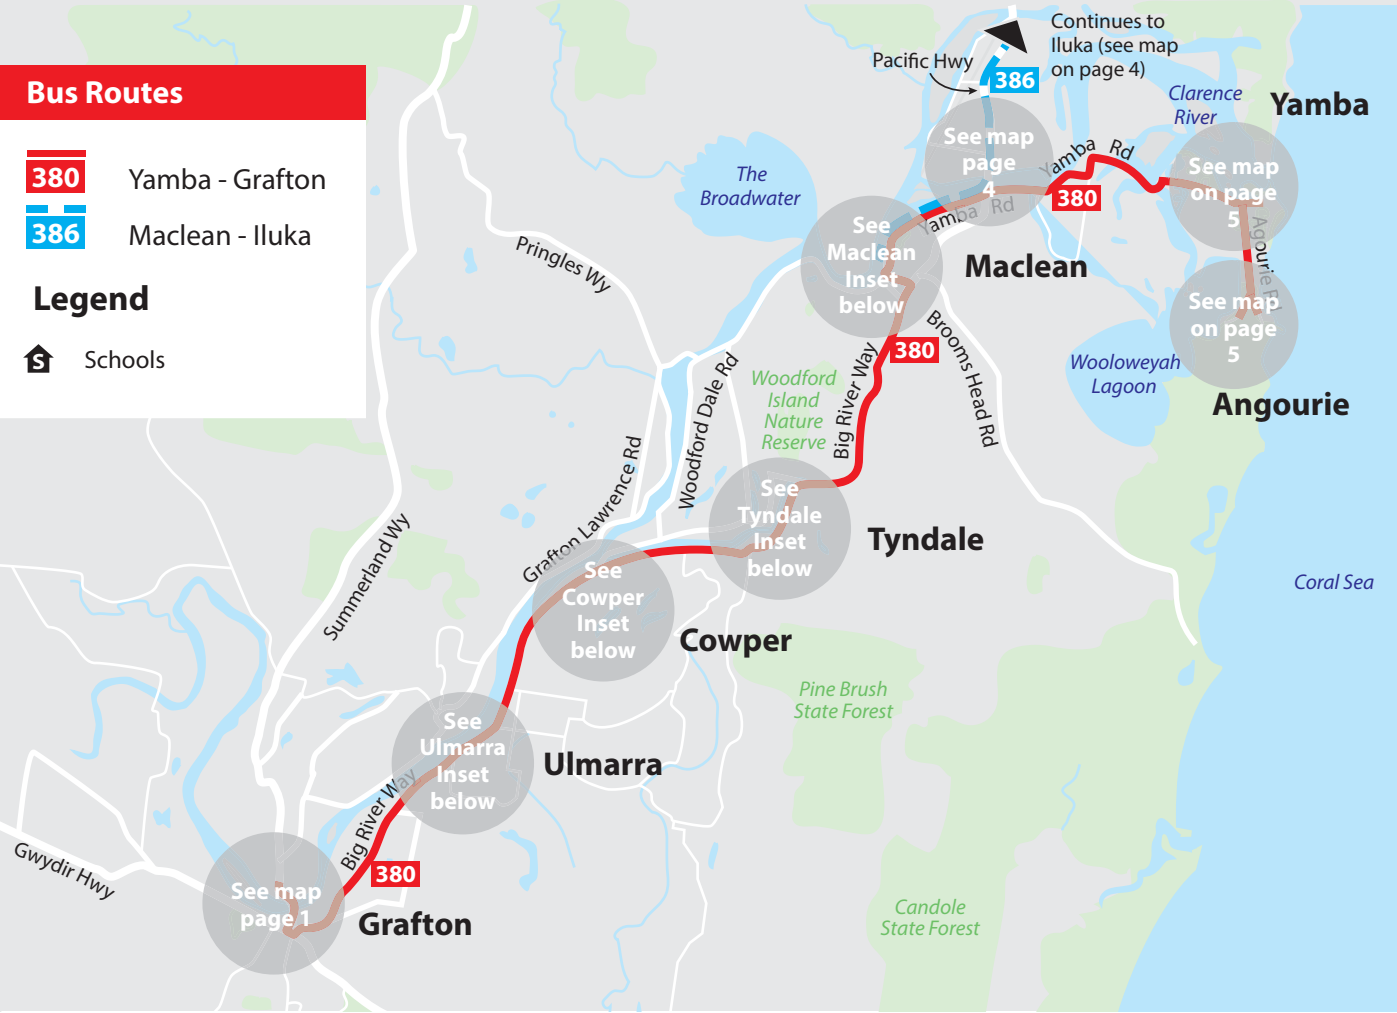 Bus Routes
380 Yamba - Grafton
386 Maclean - Iluka
Legend
S Schools
Continues to
Iluka (see map
on page 4)
Pacific Hwy
386
Clarence
River
Yamba
See map
page
4
Yamba Rd
380
See map
on page
5
The
Broadwater
Yamba Rd
Agourie Rd
See
Maclean
Inset
below
Maclean
Pringles Wy
See map
on page
5
380
Brooms Head Rd
Wooloweyah
Lagoon
Angourie
Woodford
Island
Nature
Reserve
Big River Way
Woodford Dale Rd
Grafton Lawrence Rd
See
Tyndale
Inset
below
Tyndale
Summerland Wy
Coral Sea
See
Cowper
Inset
below
Cowper
Pine Brush
State Forest
See
Ulmarra
Inset
below
Ulmarra
Big River Way
380
Gwydir Hwy
See map
page 1
Grafton
Candole
State Forest